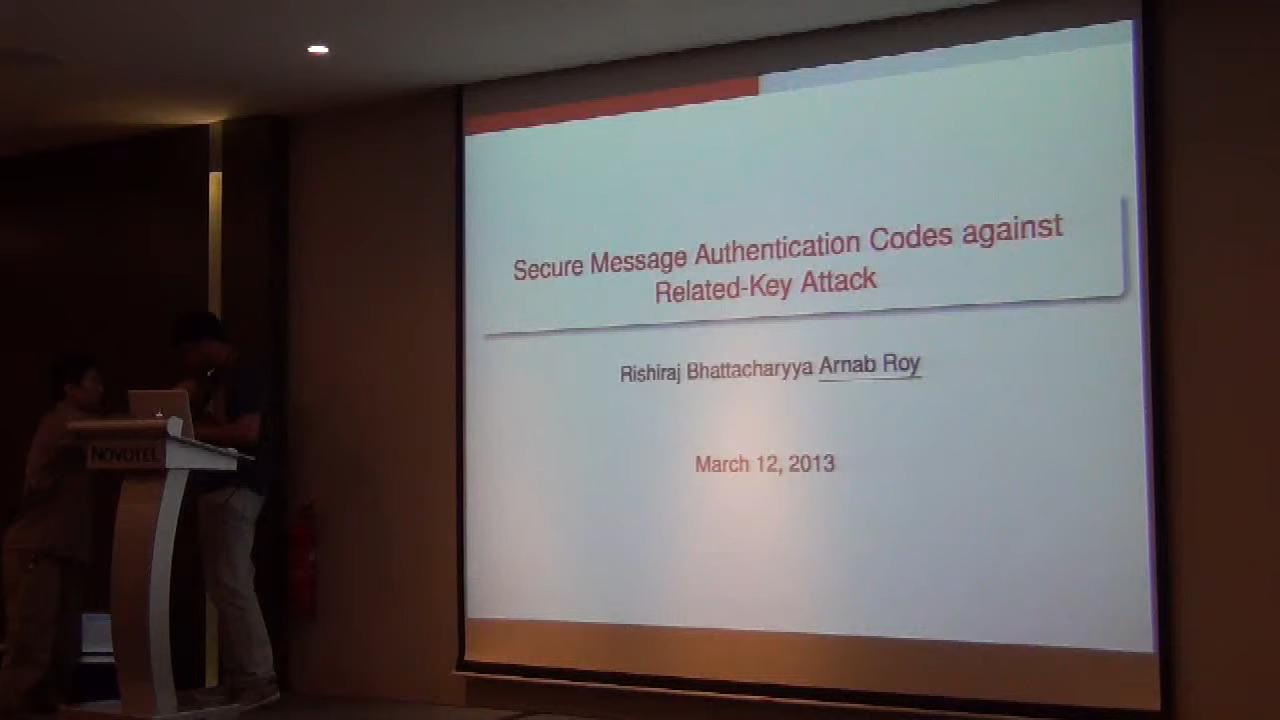 Secure Message Authentication Codes against
Related-Key Attack
Rishiraj Bhattacharyya Arnab Roy
March 12, 2013
NOVOTEL